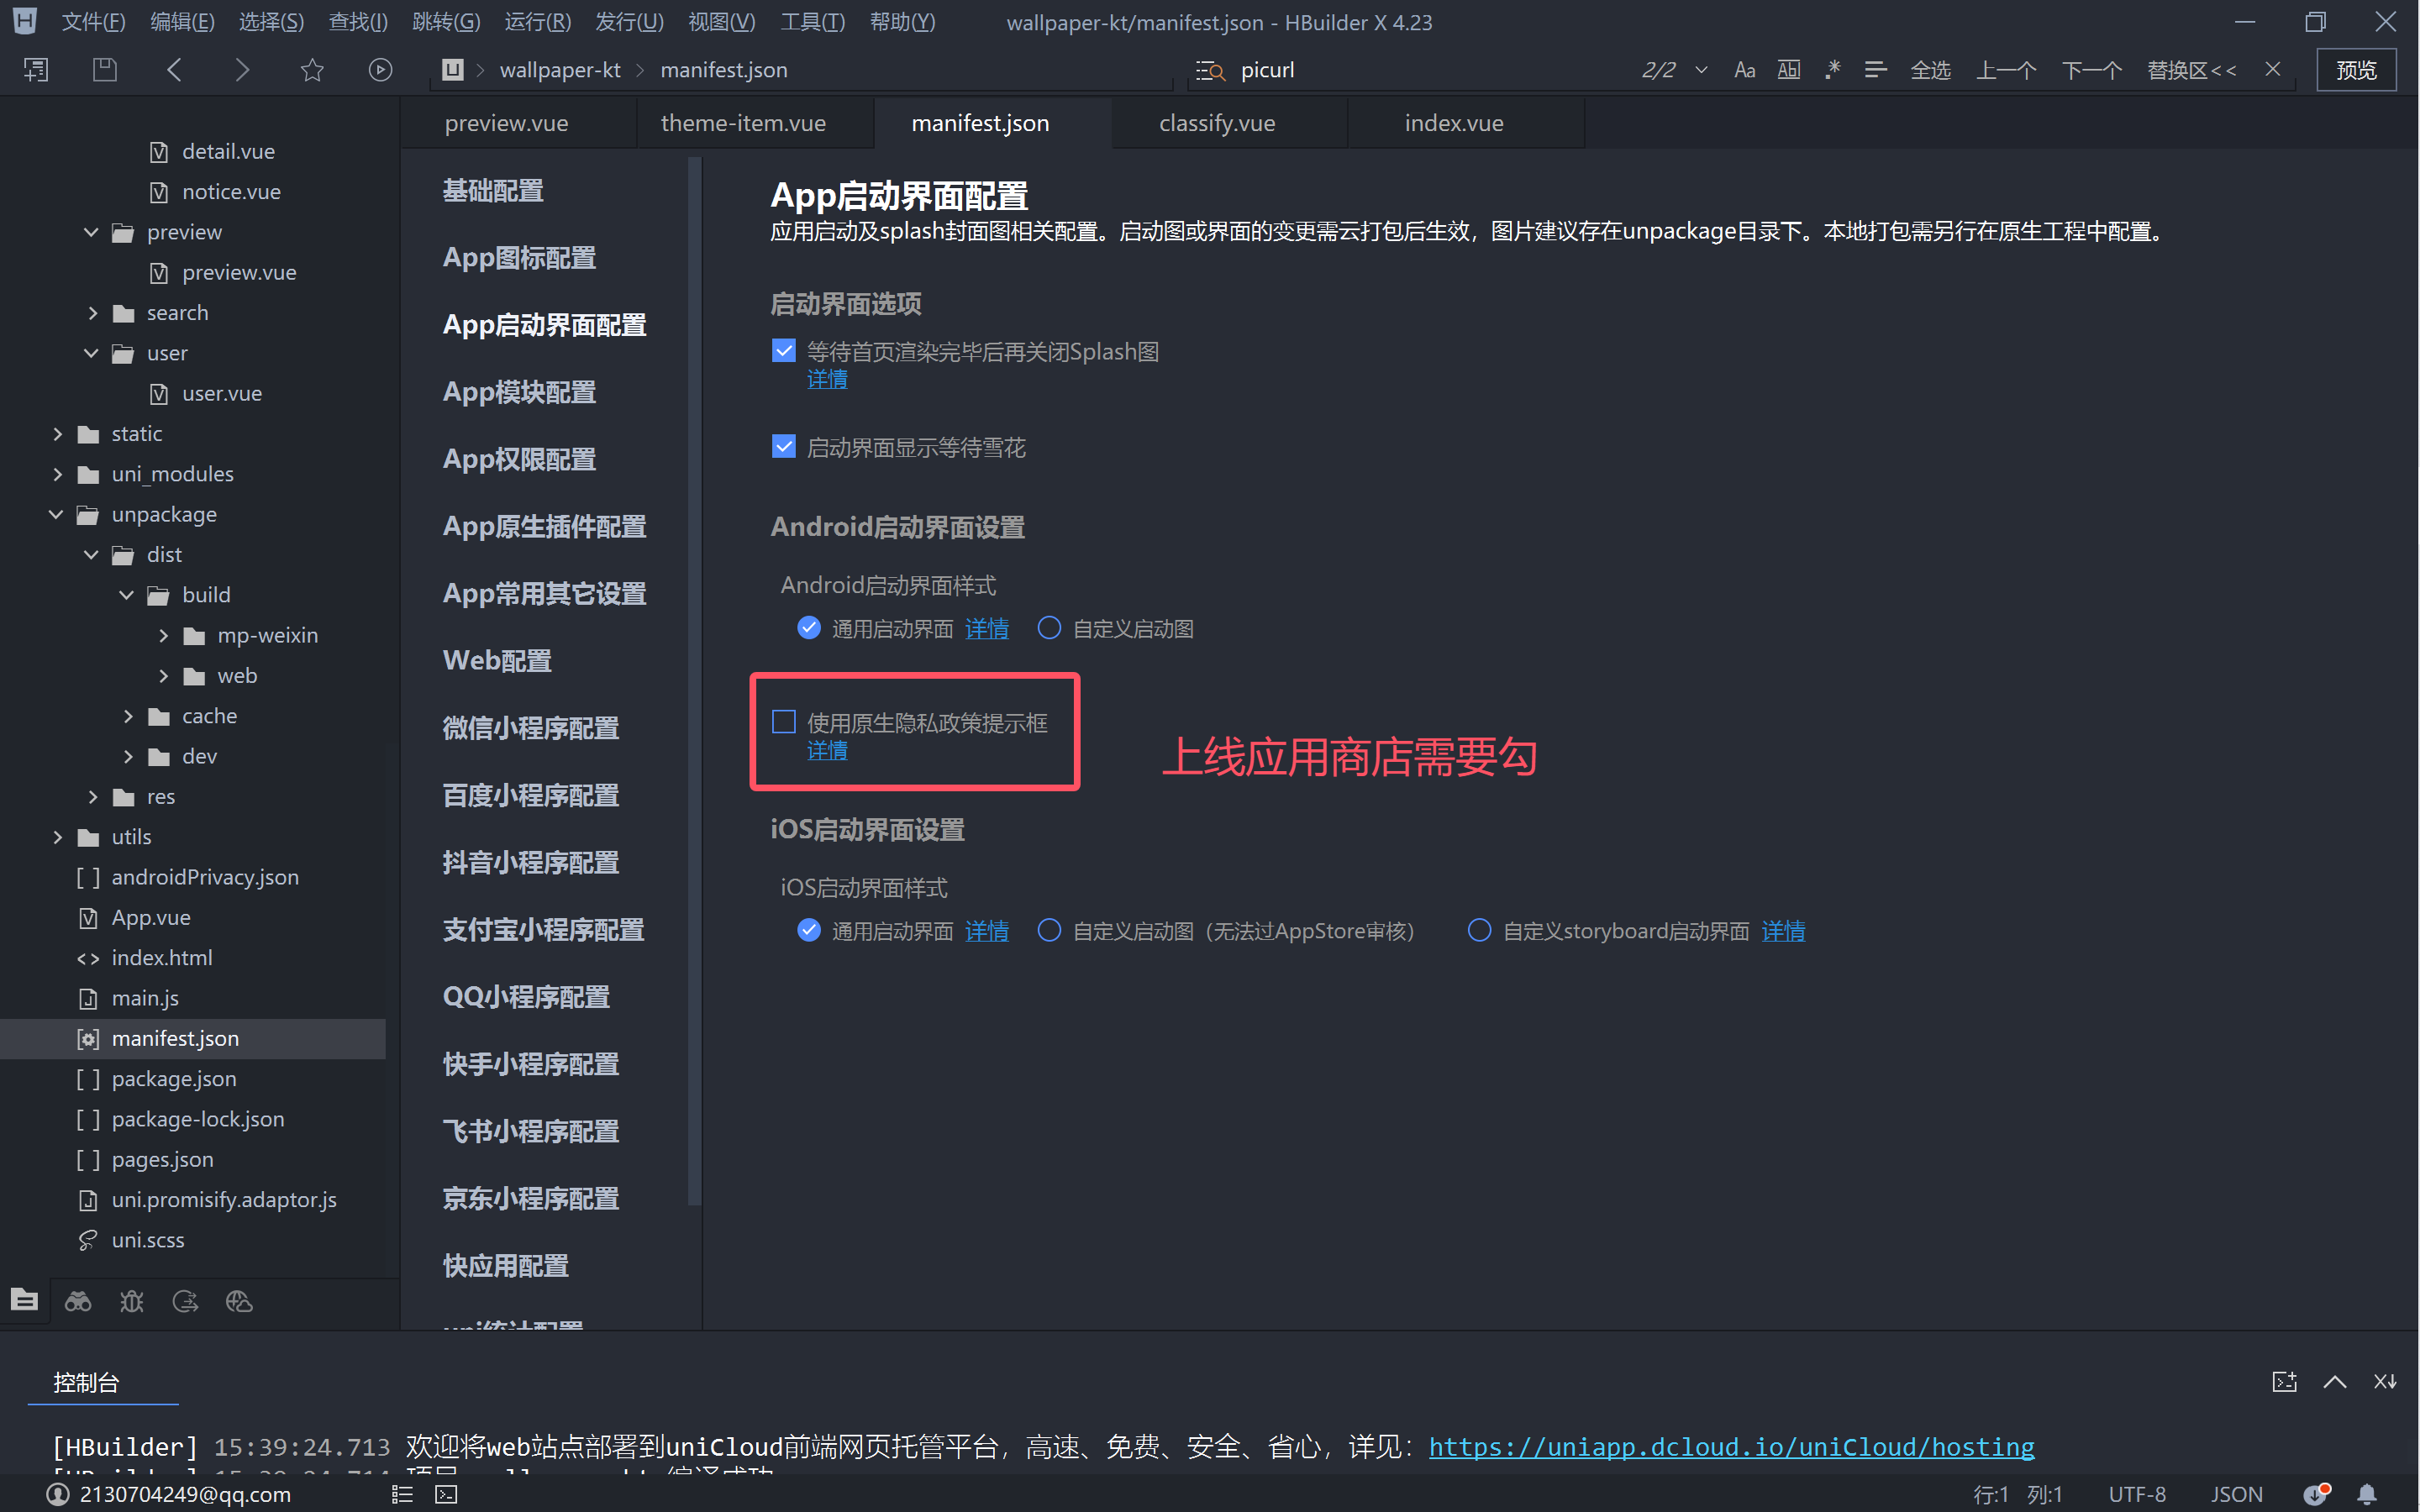 文件(F) 编辑(E) 选择(S) 查找(I) 跳转(G) 运行(R) 发行(U) 视图(V) 工具(T) 帮助(Y) wallpaper-kt/manifest.json - HBuilder X 4.23
wallpaper-kt manifest.json picurl 2/2 Aa Ab| .* 全选 上一个 下一个 替换区<< 预览
preview.vue theme-item.vue manifest.json classify.vue index.vue
detail.vue
notice.vue
preview
preview.vue
search
user
user.vue
static
uni_modules
unpackage
dist
build
mp-weixin
web
cache
dev
res
utils
androidPrivacy.json
App.vue
index.html
main.js
manifest.json
package.json
package-lock.json
pages.json
uni.promisify.adaptor.js
uni.scss
基础配置
App图标配置
App启动界面配置
App模块配置
App权限配置
App原生插件配置
App常用其它设置
Web配置
微信小程序配置
百度小程序配置
抖音小程序配置
支付宝小程序配置
QQ小程序配置
快手小程序配置
飞书小程序配置
京东小程序配置
快应用配置
uni统计配置
App启动界面配置
应用启动及splash封面图相关配置。启动图或界面的变更需云打包后生效，图片建议存在unpackage目录下。本地打包需另行在原生工程中配置。
启动界面选项
等待首页渲染完毕后再关闭Splash图
详情
启动界面显示等待雪花
Android启动界面设置
Android启动界面样式
通用启动界面 详情 自定义启动图
使用原生隐私政策提示框
详情
上线应用商店需要勾
iOS启动界面设置
iOS启动界面样式
通用启动界面 详情 自定义启动图（无法过AppStore审核） 自定义storyboard启动界面 详情
控制台
[HBuilder] 15:39:24.713 欢迎将web站点部署到uniCloud前端网页托管平台，高速、免费、安全、省心，详见：https://uniapp.dcloud.io/uniCloud/hosting
2130704249@qq.com 行:1 列:1 UTF-8 JSON